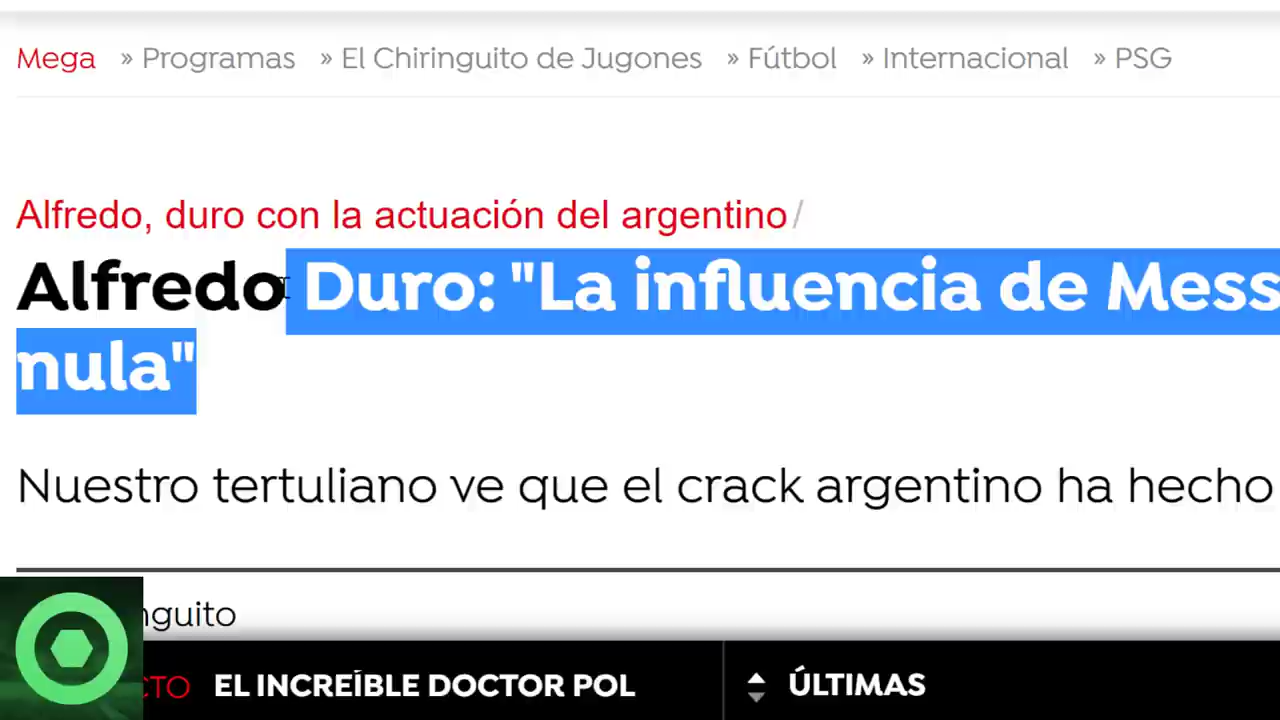 Mega » Programas » El Chiringuito de Jugones » Fútbol » Internacional » PSG
Alfredo, duro con la actuación del argentino/
Alfredo Duro: "La influencia de Mess
nula"
Nuestro tertuliano ve que el crack argentino ha hecho
nguito
CTO EL INCREÍBLE DOCTOR POL ÚLTIMAS